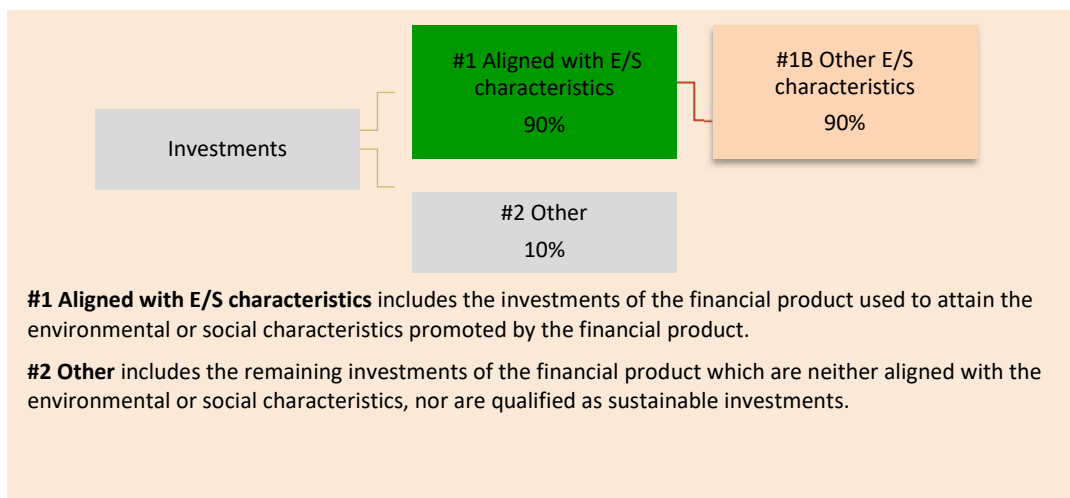 #1 Aligned with E/S
characteristics
90%
#1B Other E/S
characteristics
90%
Investments
#2 Other
10%
#1 Aligned with E/S characteristics includes the investments of the financial product used to attain the
environmental or social characteristics promoted by the financial product.
#2 Other includes the remaining investments of the financial product which are neither aligned with the
environmental or social characteristics, nor are qualified as sustainable investments.